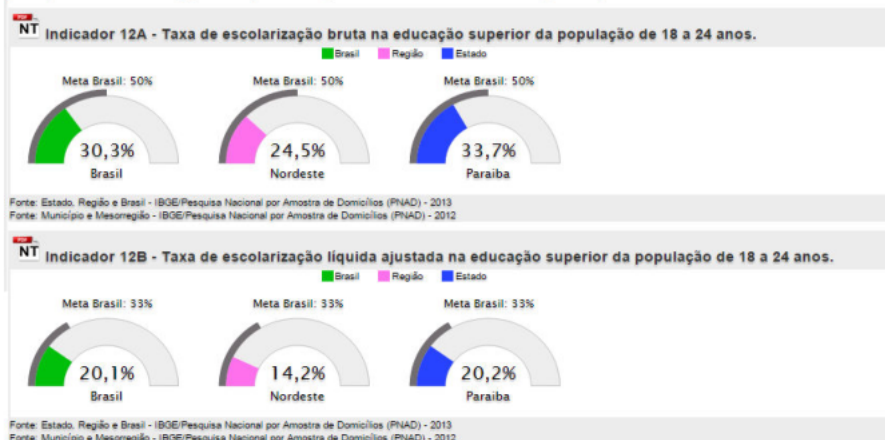 PDF
NT Indicador 12A - Taxa de escolarização bruta na educação superior da população de 18 a 24 anos.
Brasil Região Estado
Meta Brasil: 50% Meta Brasil: 50% Meta Brasil: 50%
30,3% 24,5% 33,7%
Brasil Nordeste Paraiba
Fonte: Estado, Região e Brasil - IBGE/Pesquisa Nacional por Amostra de Domicílios (PNAD) - 2013
Fonte: Município e Mesorregião - IBGE/Pesquisa Nacional por Amostra de Domicílios (PNAD) - 2012
PDF
NT Indicador 12B - Taxa de escolarização líquida ajustada na educação superior da população de 18 a 24 anos.
Brasil Região Estado
Meta Brasil: 33% Meta Brasil: 33% Meta Brasil: 33%
20,1% 14,2% 20,2%
Brasil Nordeste Paraiba
Fonte: Estado, Região e Brasil - IBGE/Pesquisa Nacional por Amostra de Domicílios (PNAD) - 2013
Fonte: Município e Mesorregião - IBGE/Pesquisa Nacional por Amostra de Domicílios (PNAD) - 2012